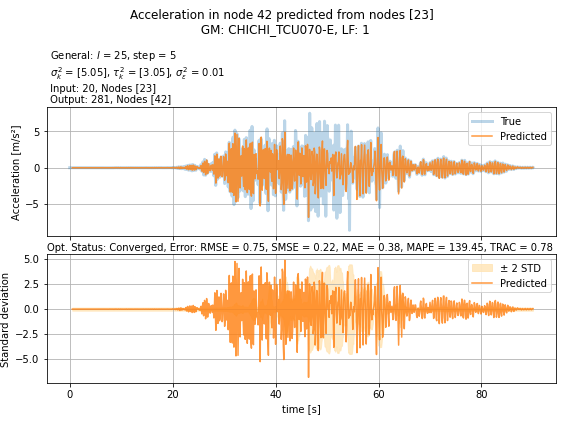 Acceleration in node 42 predicted from nodes [23]
GM: CHICHI_TCU070-E, LF: 1
General: l = 25, step = 5
σ²ₖ = [5.05], τ²ₖ = [3.05], σ²ε = 0.01
Input: 20, Nodes [23]
Output: 281, Nodes [42]
Acceleration [m/s²]
5
0
−5
True
Predicted
Opt. Status: Converged, Error: RMSE = 0.75, SMSE = 0.22, MAE = 0.38, MAPE = 139.45, TRAC = 0.78
Standard deviation
5.0
2.5
0.0
−2.5
−5.0
± 2 STD
Predicted
0 20 40 60 80
time [s]